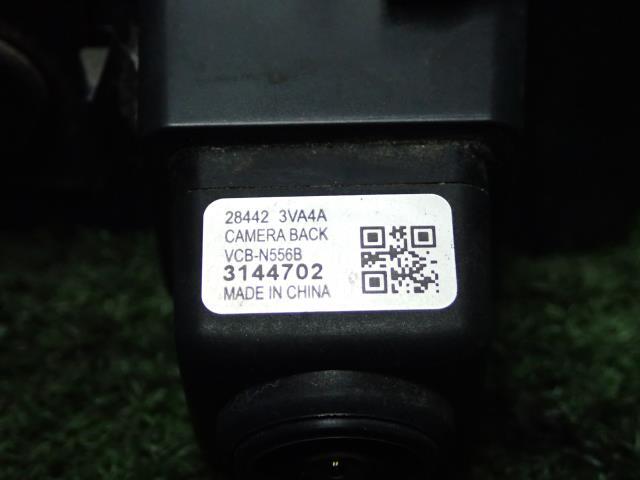 28442 3VA4A
CAMERA BACK
VCB-N556B
3144702
MADE IN CHINA